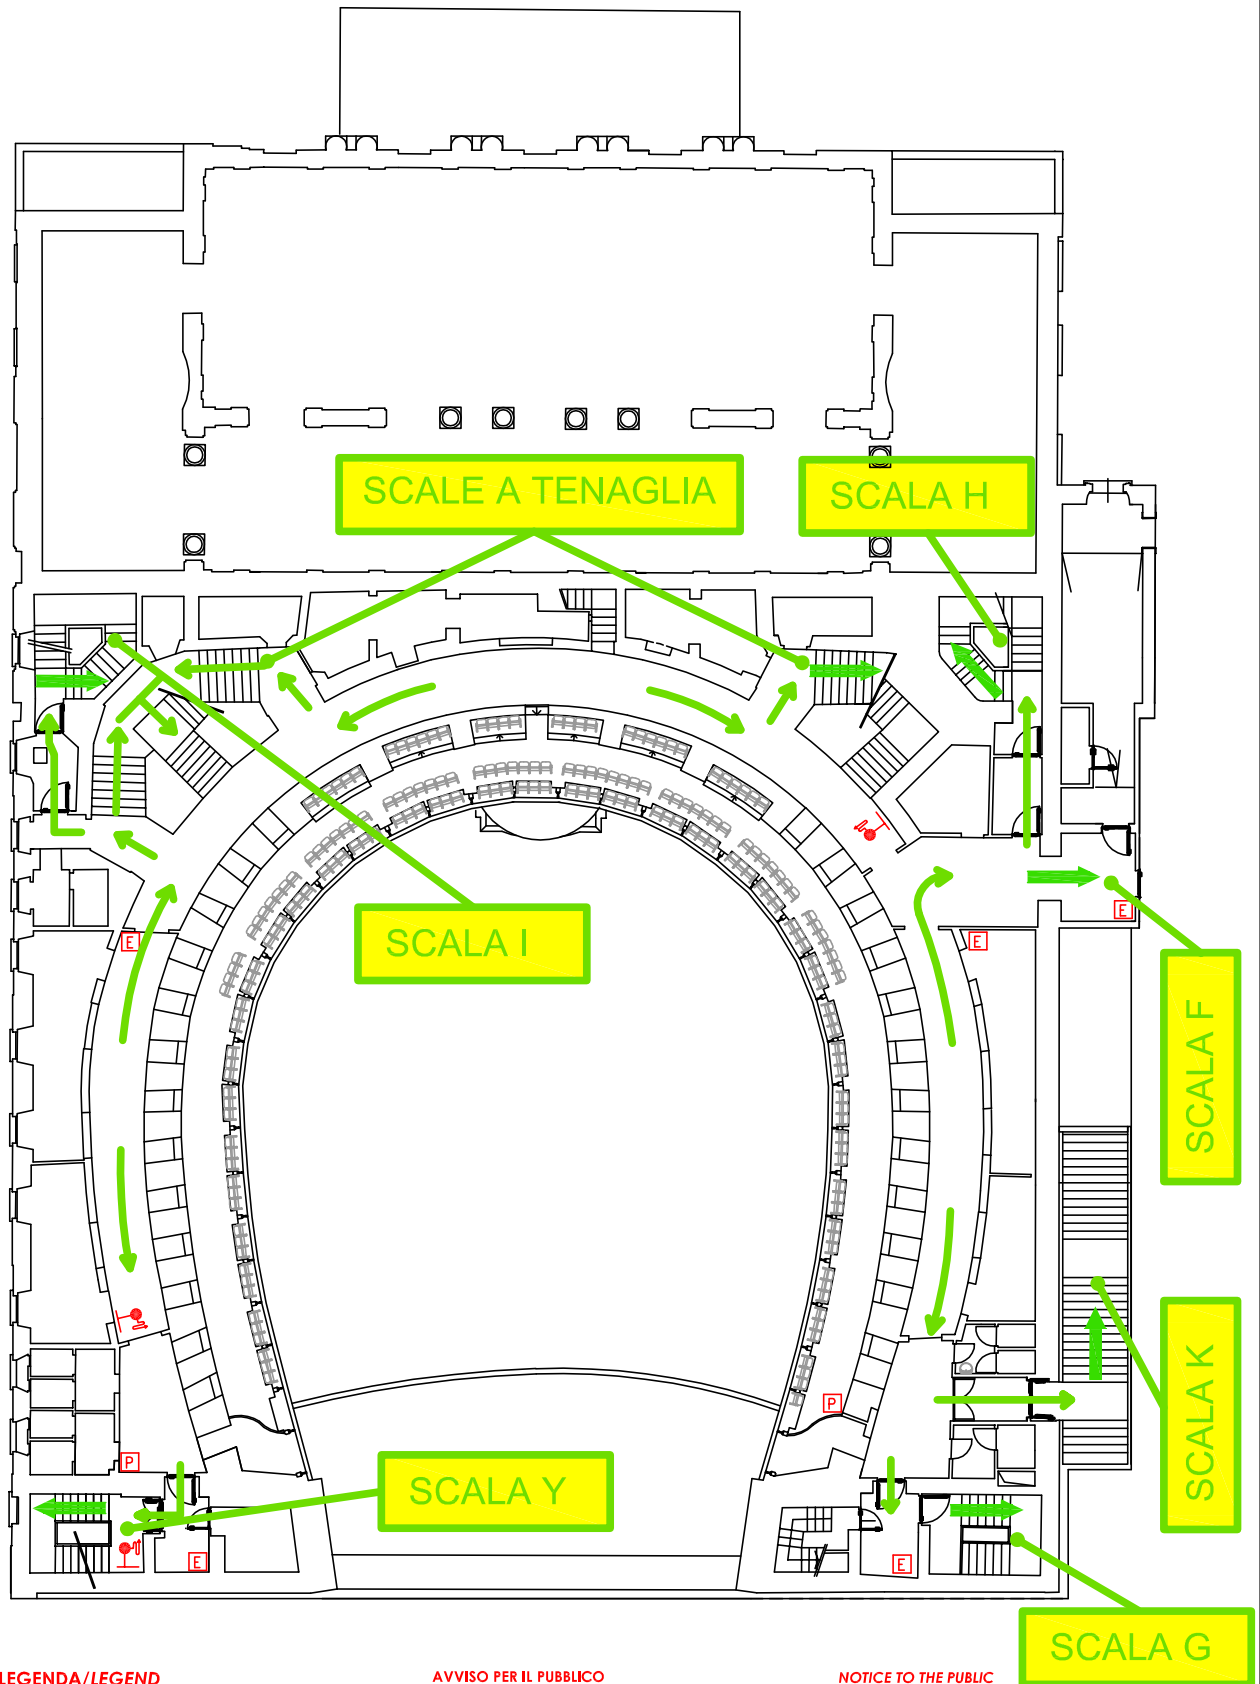 SCALE A TENAGLIA
SCALA H
SCALA I
E
E
E
SCALA F
SCALA K
P
P
SCALA Y
E
E
SCALA G
LEGENDA/LEGEND
AVVISO PER IL PUBBLICO
NOTICE TO THE PUBLIC